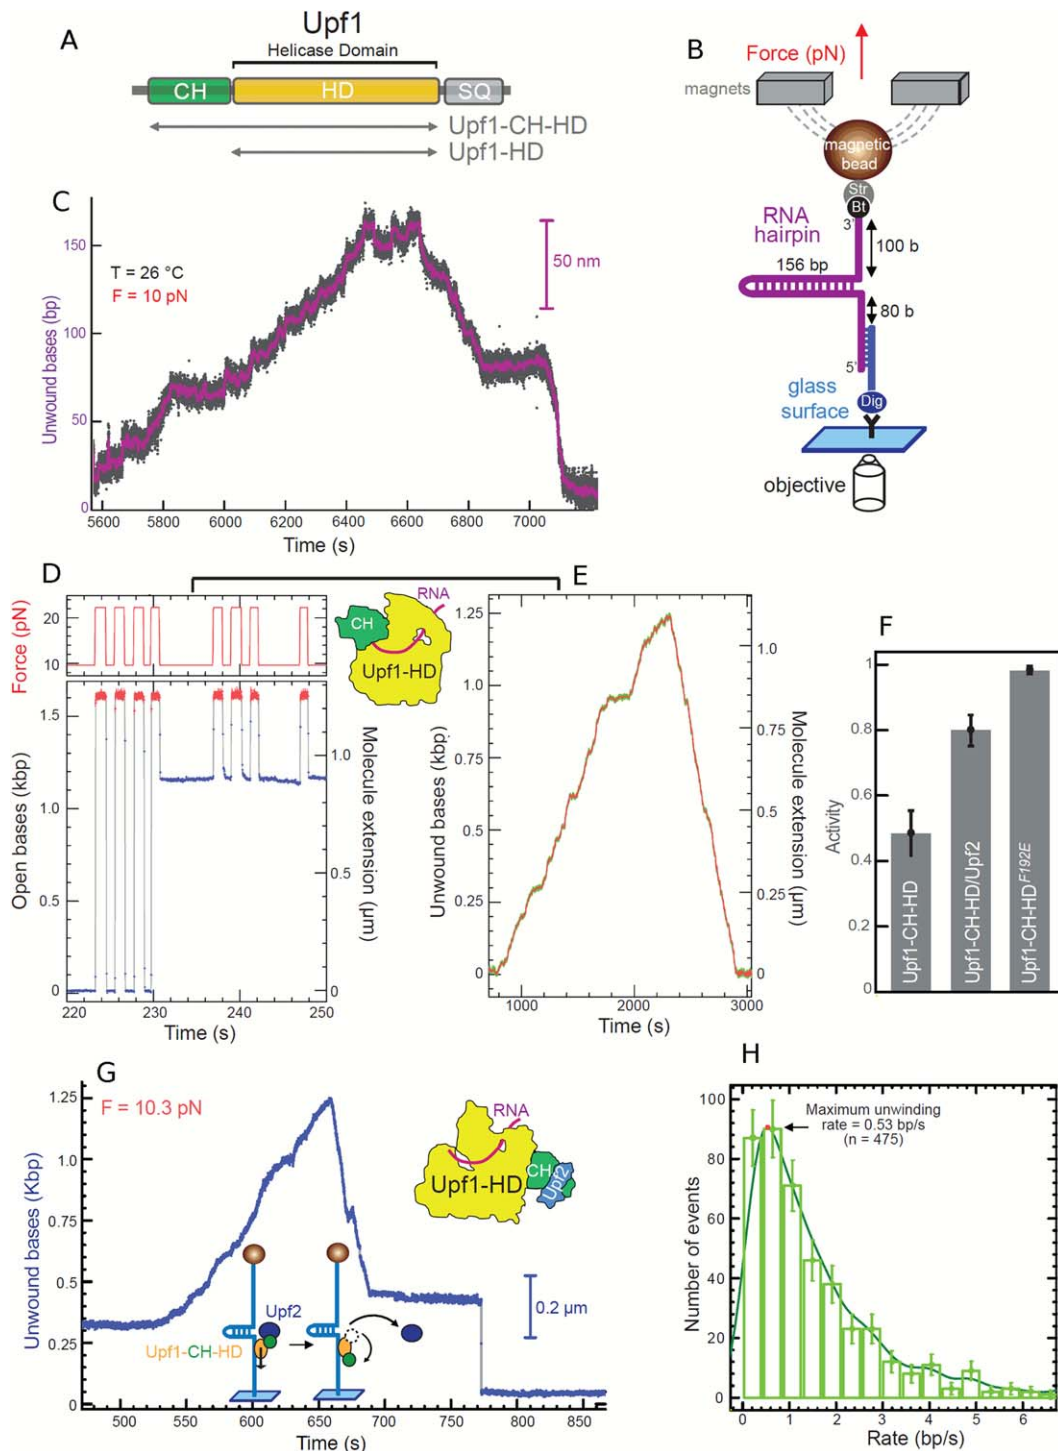 A
Upf1
Helicase Domain
CH
HD
SQ
Upf1-CH-HD
Upf1-HD
B
Force (pN)
magnets
magnetic
bead
Str
Bt
3'
RNA
hairpin
100 b
156 bp
80 b
5'
glass
surface
Dig
objective
C
T = 26 °C
F = 10 pN
50 nm
Unwound bases (bp)
150
100
50
0
5600 5800 6000 6200 6400 6600 6800 7000
Time (s)
D
Force (pN)
20
10
Open bases (kbp)
1.5
1.0
0.5
0
Molecule extension (µm)
1.0
0.5
0
220 230 240 250
Time (s)
RNA
CH
Upf1-HD
E
Unwound bases (kbp)
1.25
1.0
0.75
0.5
0.25
0
Molecule extension (µm)
1.0
0.75
0.5
0.25
0
1000 2000 3000
Time (s)
F
Activity
1
0.8
0.6
0.4
0.2
0
Upf1-CH-HD
Upf1-CH-HD/Upf2
Upf1-CH-HDF192E
G
F = 10.3 pN
Unwound bases (Kbp)
1.25
1.0
0.75
0.5
0.25
0
RNA
Upf1-HD
CH
Upf2
0.2 µm
Upf2
Upf1-CH-HD
500 550 600 650 700 750 800 850
Time (s)
H
Maximum unwinding
rate = 0.53 bp/s
(n = 475)
Number of events
100
80
60
40
20
0
0 1 2 3 4 5 6
Rate (bp/s)